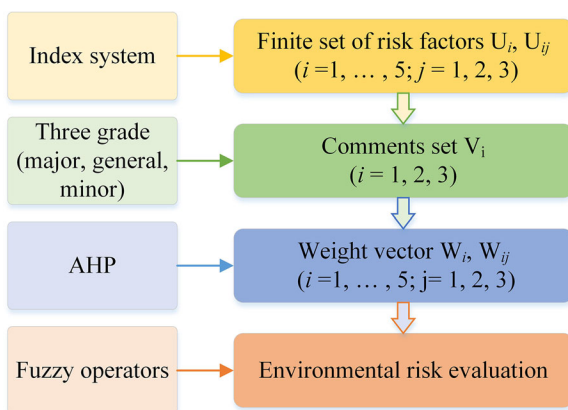 Index system
Finite set of risk factors Ui, Uij
(i =1, … , 5; j = 1, 2, 3)
Three grade
(major, general,
minor)
Comments set Vi
(i = 1, 2, 3)
AHP
Weight vector Wi, Wij
(i =1, … , 5; j= 1, 2, 3)
Fuzzy operators
Environmental risk evaluation